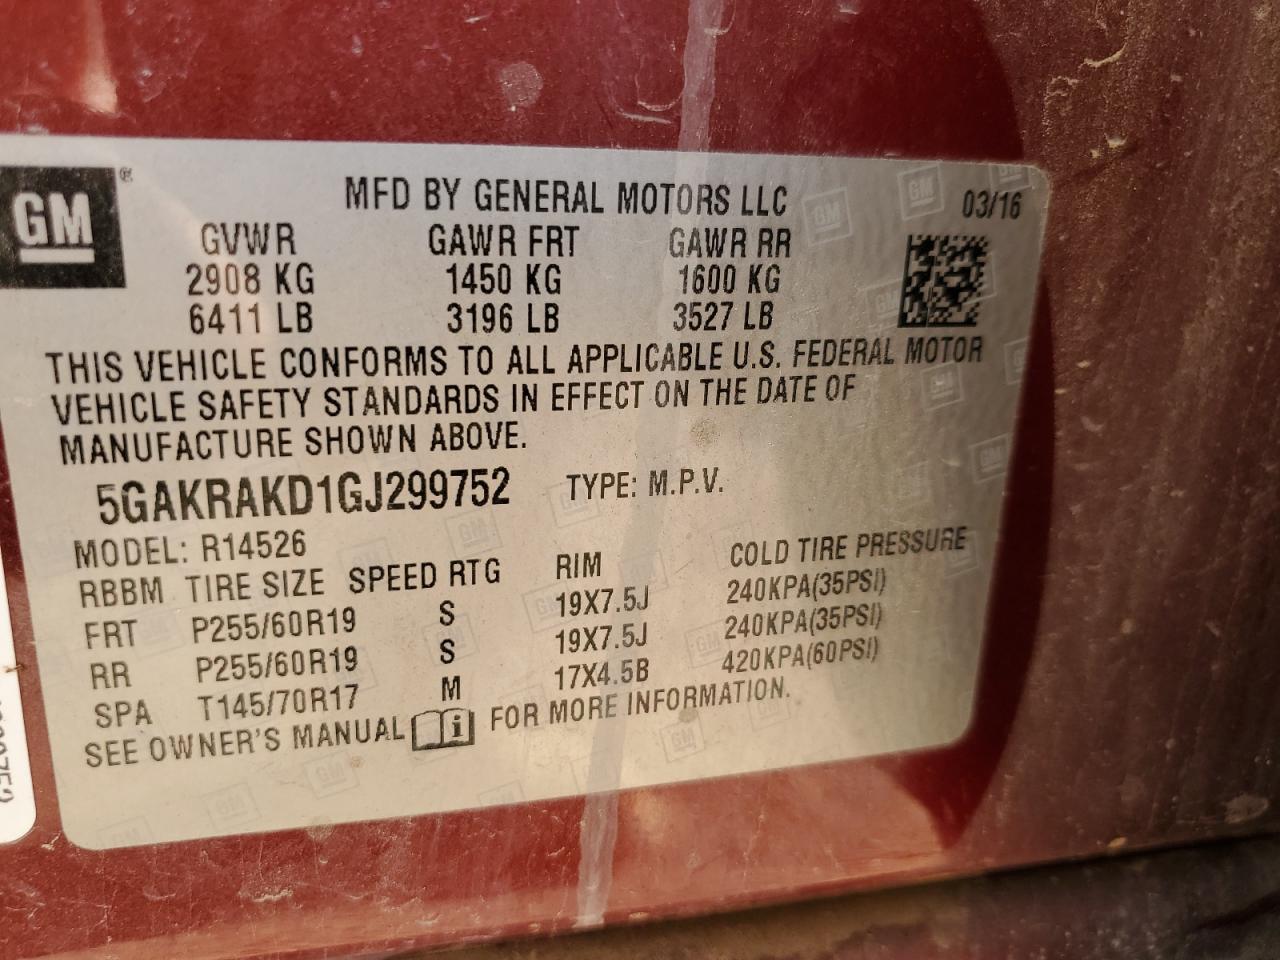 GM®
MFD BY GENERAL MOTORS LLC 03/16
GVWR GAWR FRT GAWR RR
2908 KG 1450 KG 1600 KG
6411 LB 3196 LB 3527 LB
THIS VEHICLE CONFORMS TO ALL APPLICABLE U.S. FEDERAL MOTOR
VEHICLE SAFETY STANDARDS IN EFFECT ON THE DATE OF
MANUFACTURE SHOWN ABOVE.
5GAKRAKD1GJ299752 TYPE: M.P.V.
MODEL: R14526
RBBM TIRE SIZE SPEED RTG RIM COLD TIRE PRESSURE
FRT P255/60R19 S 19X7.5J 240KPA(35PSI)
RR P255/60R19 S 19X7.5J 240KPA(35PSI)
SPA T145/70R17 M 17X4.5B 420KPA(60PSI)
SEE OWNER'S MANUAL i FOR MORE INFORMATION.